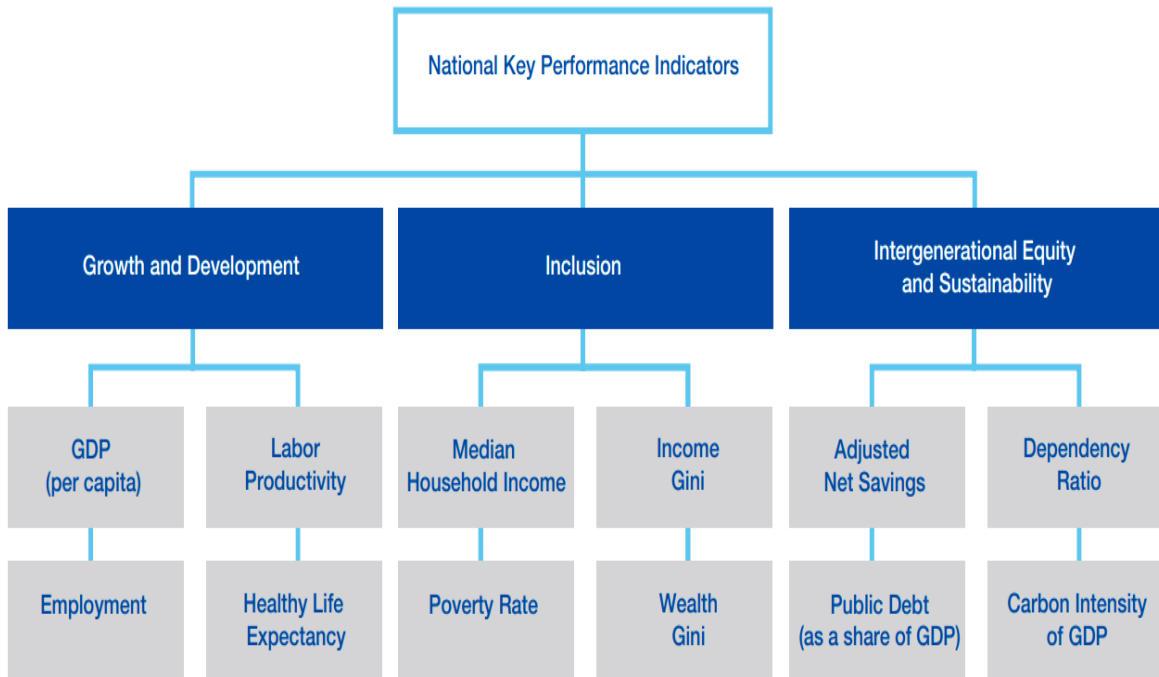 National Key Performance Indicators
Growth and Development
Inclusion
Intergenerational Equity
and Sustainability
GDP
(per capita)
Labor
Productivity
Median
Household Income
Income
Gini
Adjusted
Net Savings
Dependency
Ratio
Employment
Healthy Life
Expectancy
Poverty Rate
Wealth
Gini
Public Debt
(as a share of GDP)
Carbon Intensity
of GDP